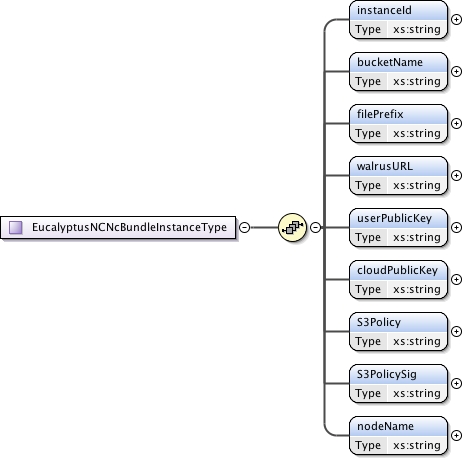 instanceId
Type xs:string
bucketName
Type xs:string
filePrefix
Type xs:string
walrusURL
Type xs:string
EucalyptusNCNcBundleInstanceType
userPublicKey
Type xs:string
cloudPublicKey
Type xs:string
S3Policy
Type xs:string
S3PolicySig
Type xs:string
nodeName
Type xs:string